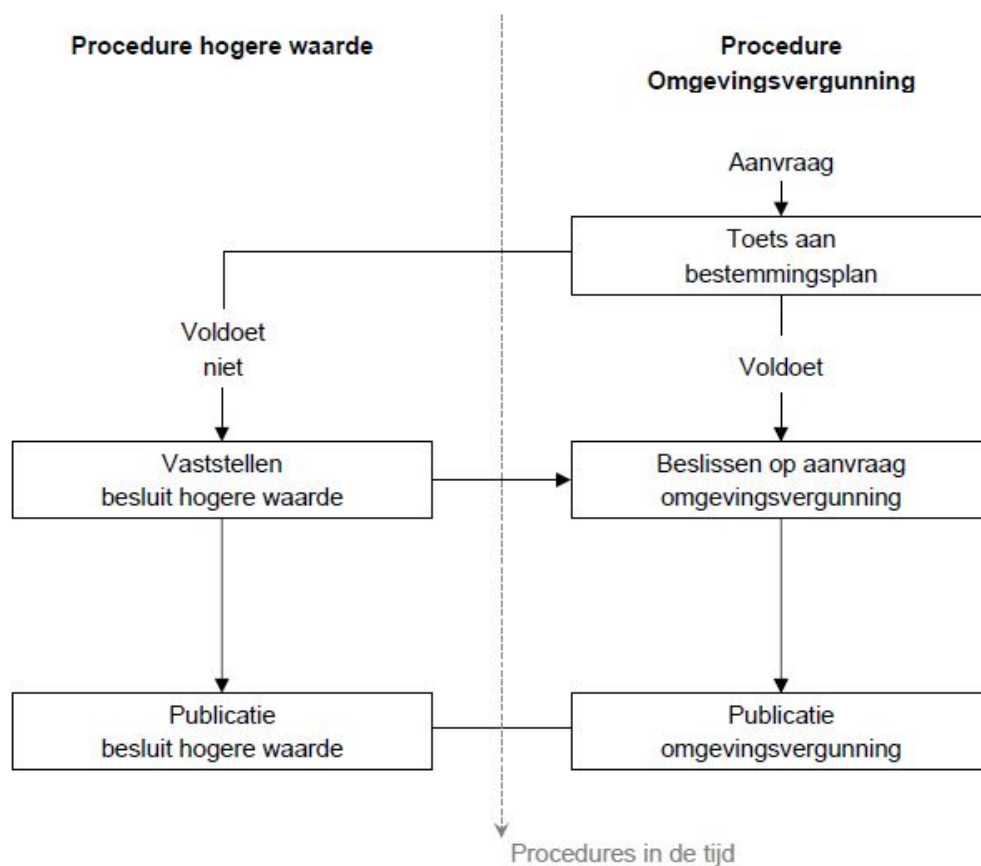 Procedure hogere waarde
Procedure
Omgevingsvergunning
Aanvraag
Toets aan
bestemmingsplan
Voldoet
niet
Voldoet
Vaststellen
besluit hogere waarde
Beslissen op aanvraag
omgevingsvergunning
Publicatie
besluit hogere waarde
Publicatie
omgevingsvergunning
Procedures in de tijd